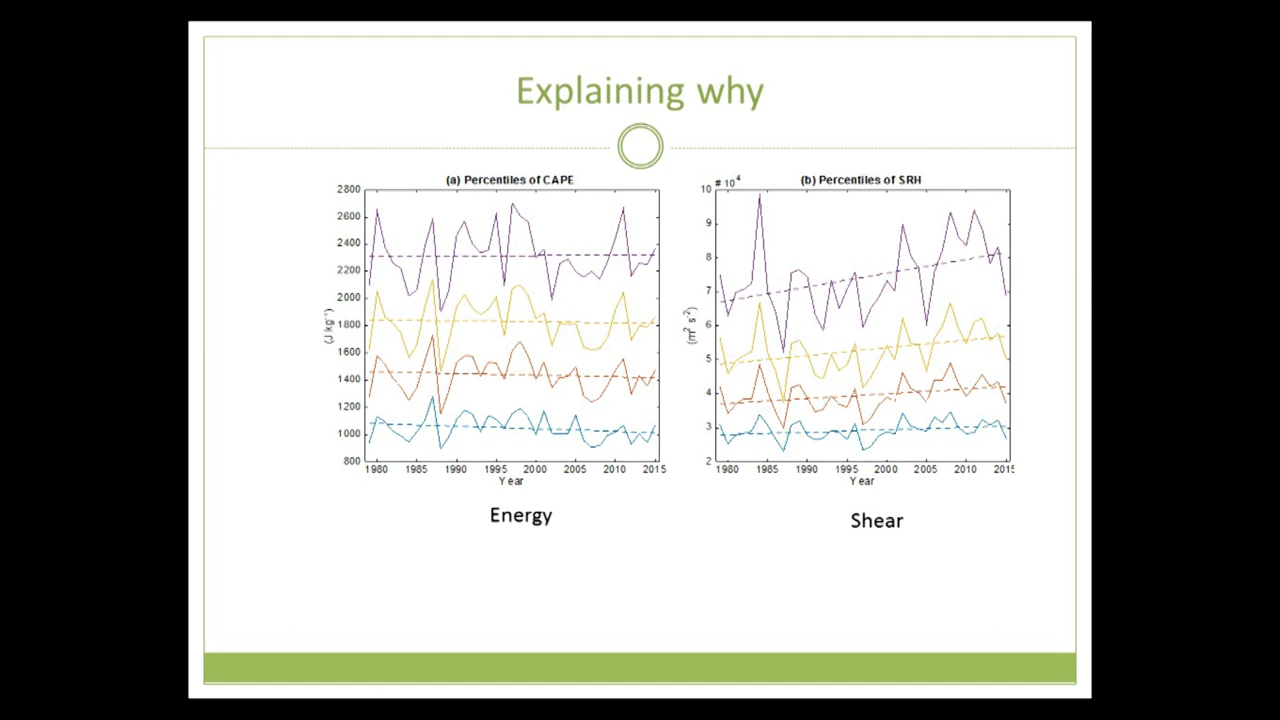 Explaining why
(a) Percentiles of CAPE
2800
2600
2400
2200
2000
1800
1600
1400
1200
1000
800
(J kg⁻¹)
1980 1985 1990 1995 2000 2005 2010 2015
Year
Energy
(b) Percentiles of SRH
# 10⁴
10
9
8
7
6
5
4
3
2
(m² s⁻²)
1980 1985 1990 1995 2000 2005 2010 2015
Year
Shear